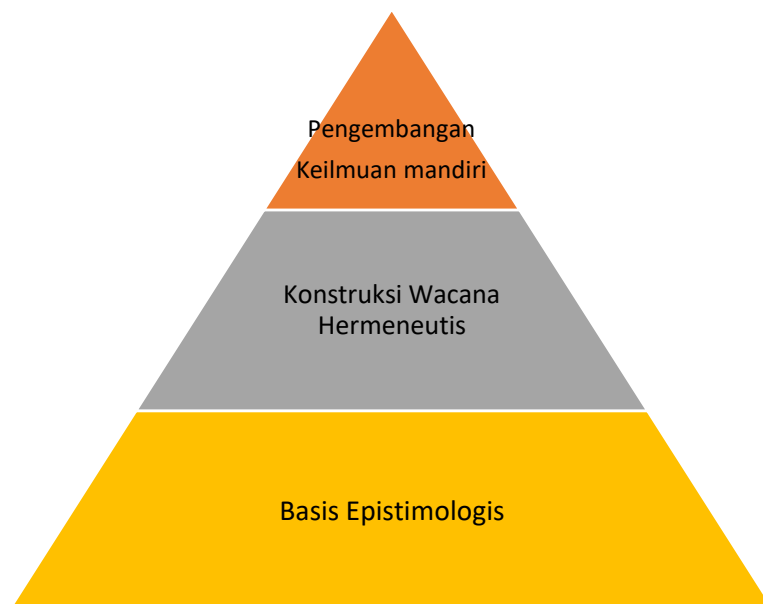 Pengembangan
Keilmuan mandiri
Konstruksi Wacana
Hermeneutis
Basis Epistimologis